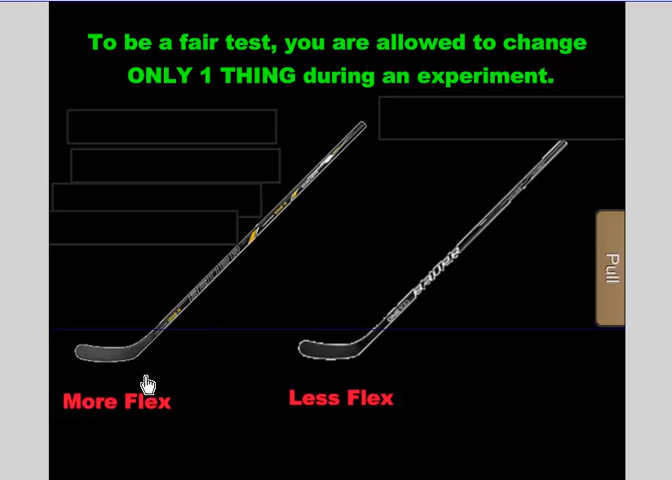 To be a fair test, you are allowed to change
ONLY 1 THING during an experiment.
Pull
BAUER
More Flex
Less Flex